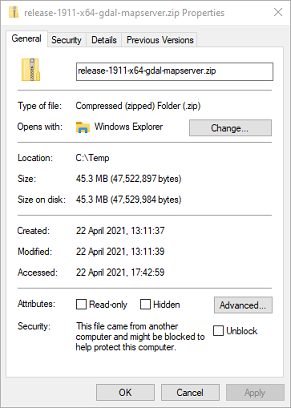 release-1911-x64-gdal-mapserver.zip Properties
General Security Details Previous Versions
release-1911-x64-gdal-mapserver.zip
Type of file: Compressed (zipped) Folder (.zip)
Opens with: Windows Explorer Change...
Location: C:\Temp
Size: 45.3 MB (47,522,897 bytes)
Size on disk: 45.3 MB (47,529,984 bytes)
Created: 22 April 2021, 13:11:37
Modified: 22 April 2021, 13:11:39
Accessed: 22 April 2021, 17:42:59
Attributes: Read-only Hidden Advanced...
Security: This file came from another Unblock
computer and might be blocked to
help protect this computer.
OK Cancel Apply